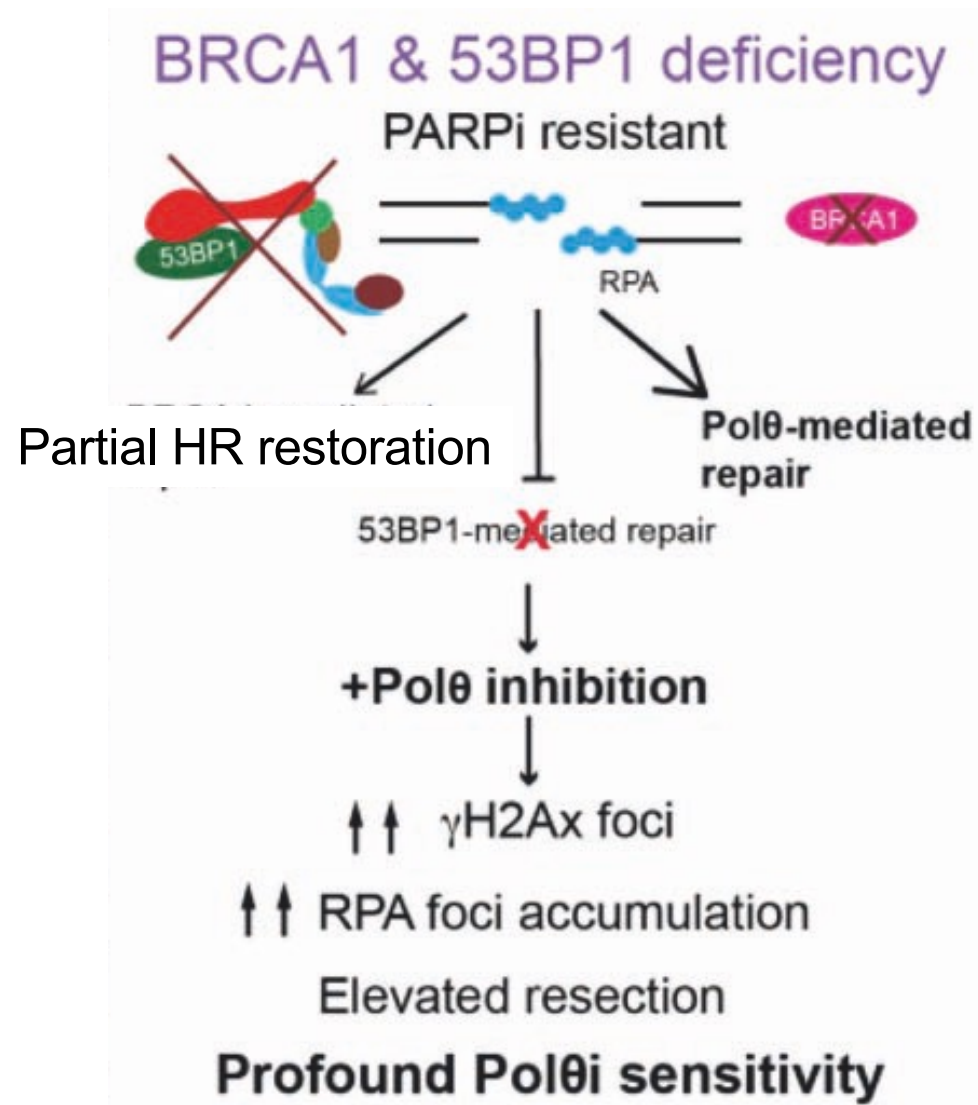 BRCA1 & 53BP1 deficiency
PARPi resistant
53BP1
BRCA1
RPA
Partial HR restoration
Polθ-mediated
repair
53BP1-mediated repair
+Polθ inhibition
γH2Ax foci
RPA foci accumulation
Elevated resection
Profound Polθi sensitivity